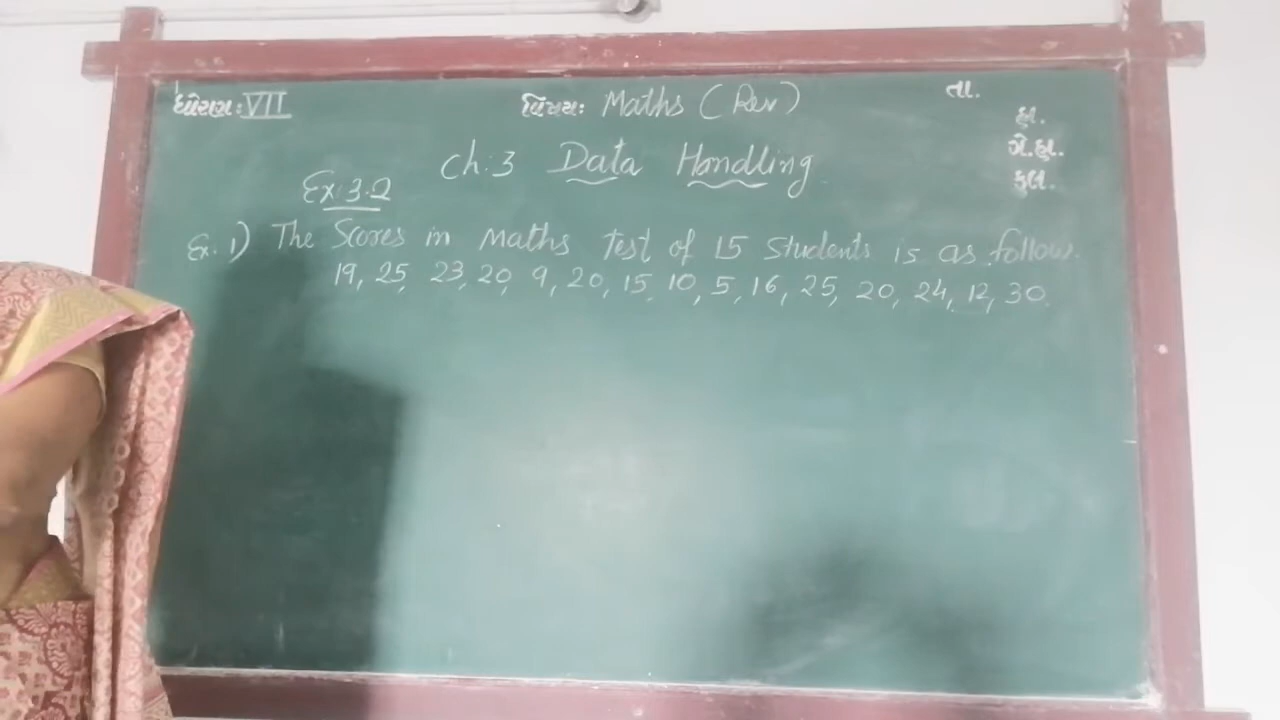 ધોરણ: VII
વિષય: Maths (Rev)
તા.
હા.
ગે.હા.
કુલ.
Ch:3 Data Handling
Ex:3.2
Ex. 1) The Scores in Maths test of 15 Students is as follow.
19, 25, 23, 20, 9, 20, 15, 10, 5, 16, 25, 20, 24, 12, 30.